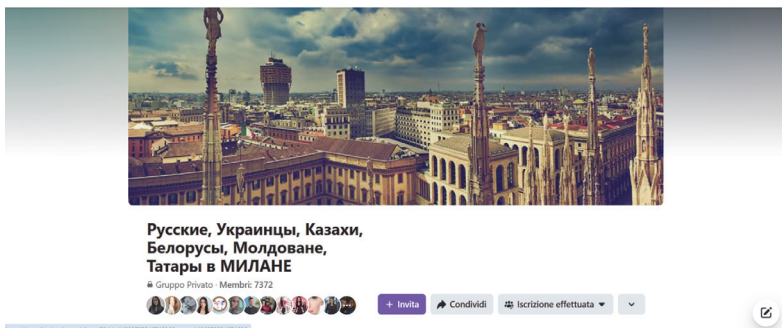 Русские, Украинцы, Казахи,
Белорусы, Молдоване,
Татары в МИЛАНЕ
Gruppo Privato · Membri: 7372
+ Invita Condividi Iscrizione effettuata